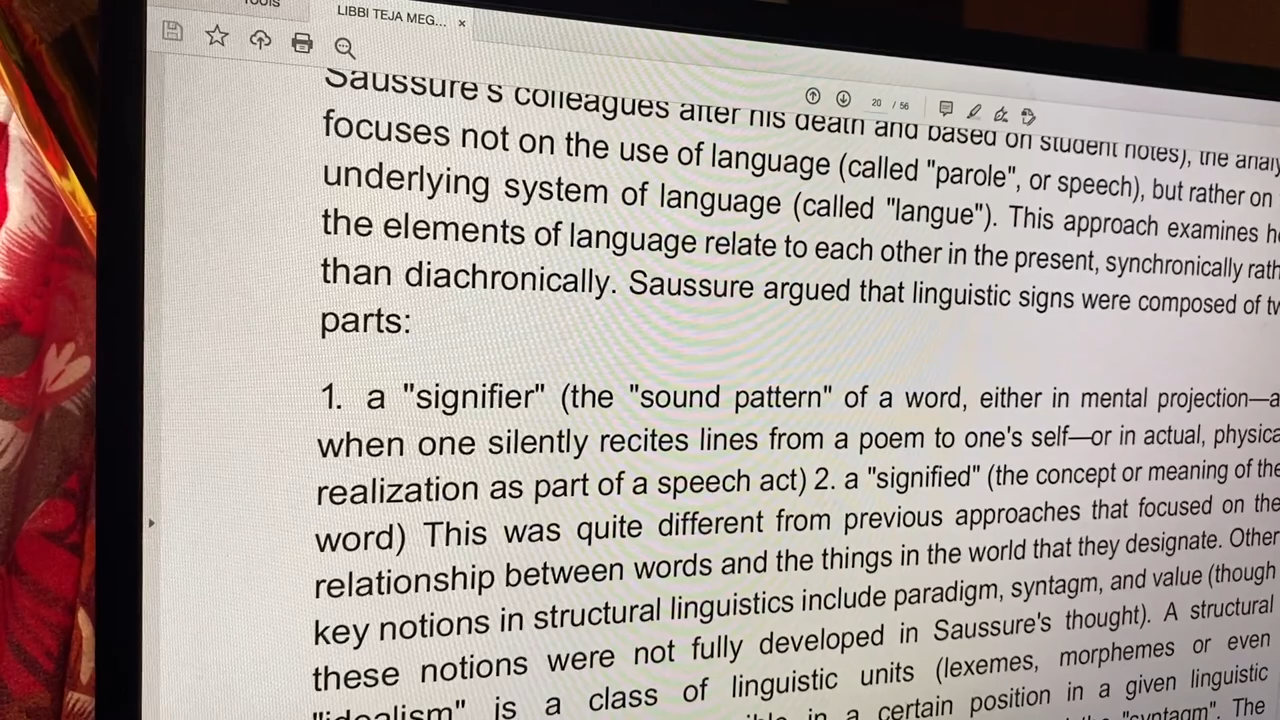 LIBBI TEJA MEG... ×
20 / 56
Saussure's colleagues after his death and based on student notes), the
focuses not on the use of language (called "parole", or speech), but rather on
underlying system of language (called "langue"). This approach examines
the elements of language relate to each other in the present, synchronically
than diachronically. Saussure argued that linguistic signs were composed of
parts:
1. a "signifier" (the "sound pattern" of a word, either in mental projection—
when one silently recites lines from a poem to one's self—or in actual,
realization as part of a speech act) 2. a "signified" (the concept or meaning of the
word) This was quite different from previous approaches that focused on the
relationship between words and the things in the world that they designate. Other
key notions in structural linguistics include paradigm, syntagm, and value (though
these notions were not fully developed in Saussure's thought). A structural
"idealism" is a class of linguistic units (lexemes, morphemes or even
in a certain position in a given linguistic
"syntagm". The